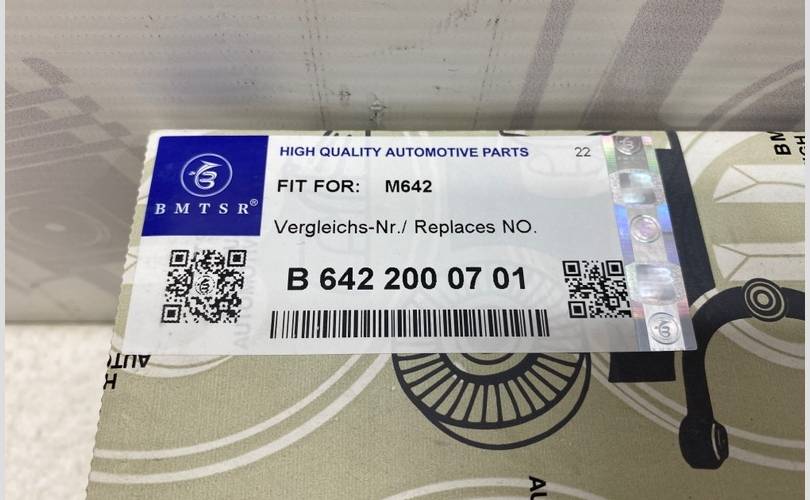 HIGH QUALITY AUTOMOTIVE PARTS 22
FIT FOR: M642
BMTSR®
Vergleichs-Nr./ Replaces NO.
B 642 200 07 01